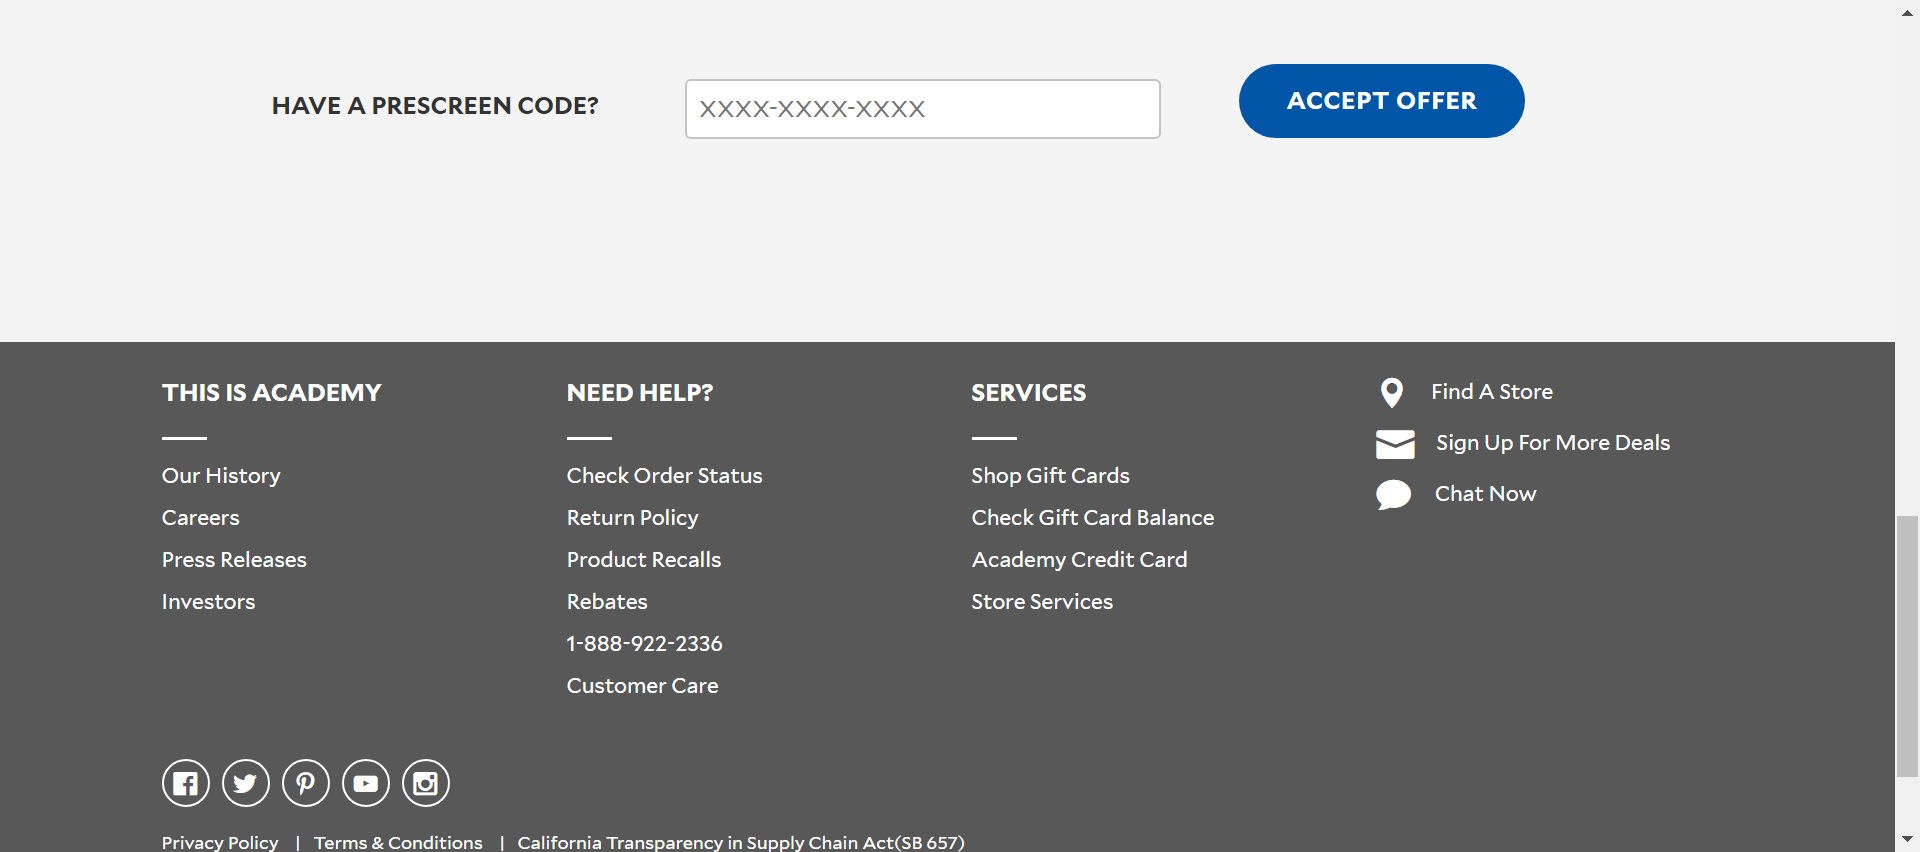 HAVE A PRESCREEN CODE?
XXXX-XXXX-XXXX
ACCEPT OFFER
THIS IS ACADEMY
Our History
Careers
Press Releases
Investors
NEED HELP?
Check Order Status
Return Policy
Product Recalls
Rebates
1-888-922-2336
Customer Care
SERVICES
Shop Gift Cards
Check Gift Card Balance
Academy Credit Card
Store Services
Find A Store
Sign Up For More Deals
Chat Now
Privacy Policy | Terms & Conditions | California Transparency in Supply Chain Act(SB 657)